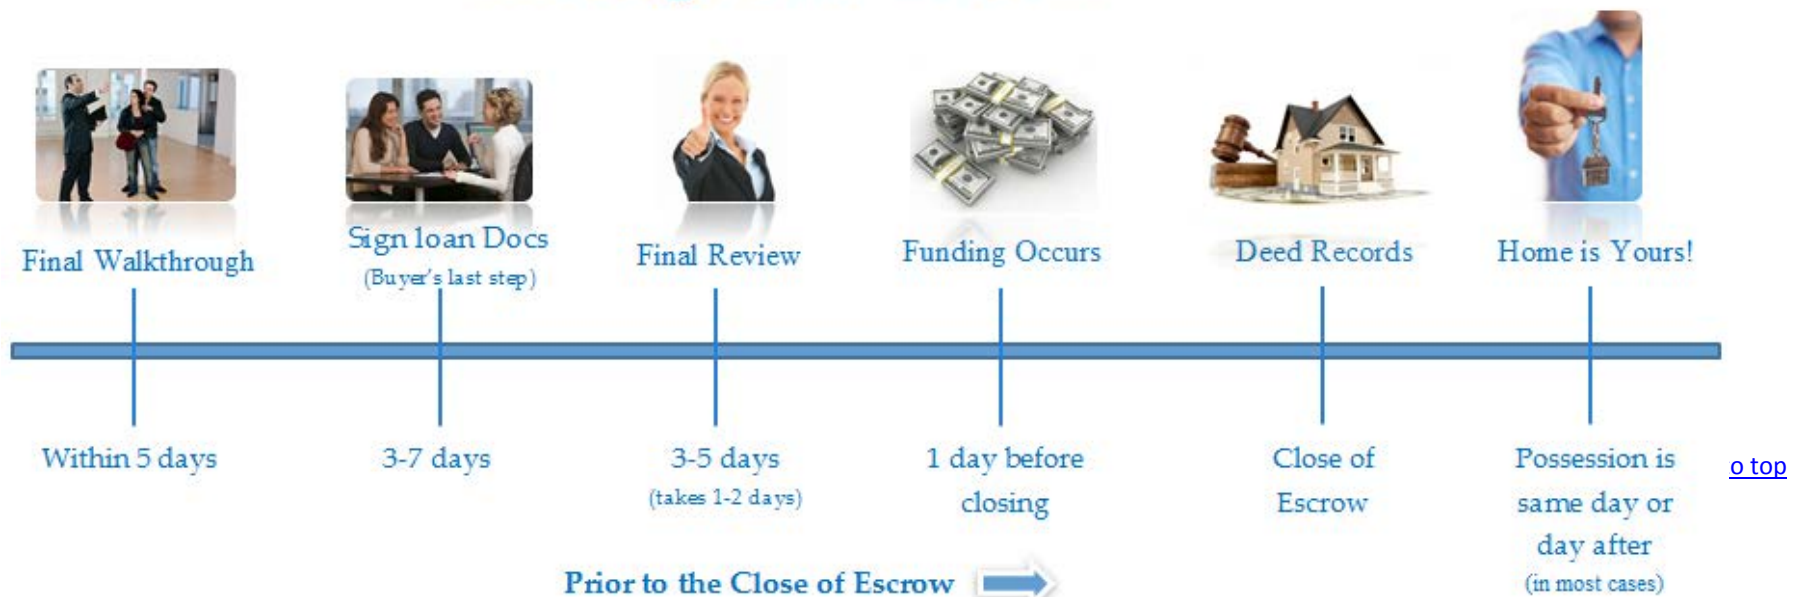 Final Walkthrough
Sign loan Docs
(Buyer's last step)
Final Review
Funding Occurs
Deed Records
Home is Yours!
Within 5 days
3-7 days
3-5 days
(takes 1-2 days)
1 day before
closing
Close of
Escrow
Possession is
same day or
day after
(in most cases)
o top
Prior to the Close of Escrow